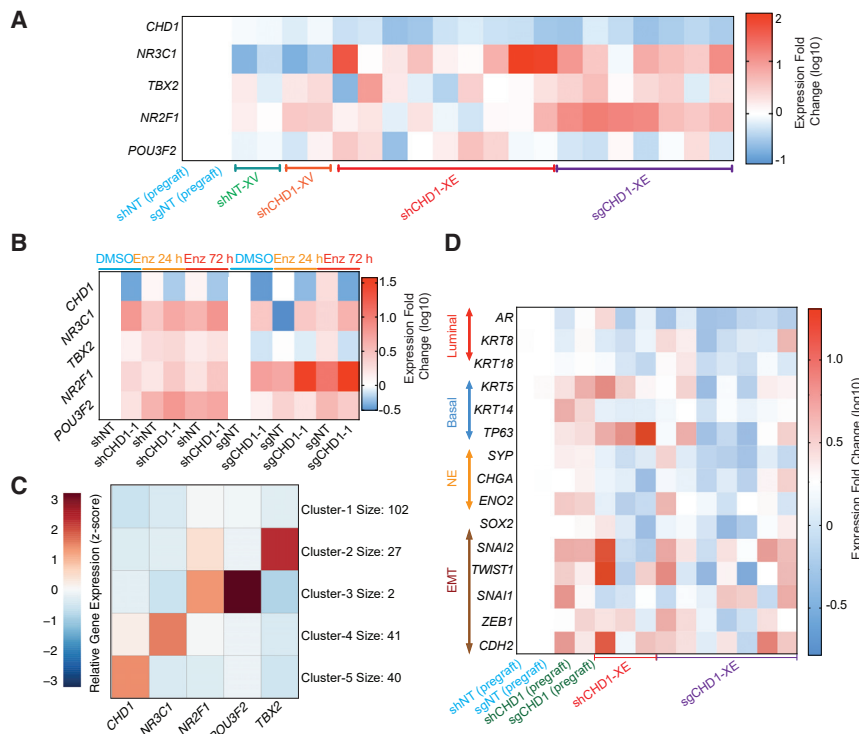 A
CHD1
NR3C1
TBX2
NR2F1
POU3F2
2
1
0
-1
Expression Fold
Change (log10)
shNT (pregraft)
sgNT (pregraft)
shNT-XV
shCHD1-XV
shCHD1-XE
sgCHD1-XE
B
DMSO Enz 24 h Enz 72 h DMSO Enz 24 h Enz 72 h
CHD1
NR3C1
TBX2
NR2F1
POU3F2
1.5
1.0
0.5
0
-0.5
Expression Fold
Change (log10)
shNT
shCHD1-1
shNT
shCHD1-1
shNT
shCHD1-1
sgNT
sgCHD1-1
sgNT
sgCHD1-1
sgNT
sgCHD1-1
C
3
2
1
0
−1
−2
−3
Relative Gene Expression (z-score)
Cluster-1 Size: 102
Cluster-2 Size: 27
Cluster-3 Size: 2
Cluster-4 Size: 41
Cluster-5 Size: 40
CHD1
NR3C1
NR2F1
POU3F2
TBX2
D
Luminal
Basal
NE
EMT
AR
KRT8
KRT18
KRT5
KRT14
TP63
SYP
CHGA
ENO2
SOX2
SNAI2
TWIST1
SNAI1
ZEB1
CDH2
1.0
0.5
0
-0.5
Expression Fold Change (log10)
shNT (pregraft)
sgNT (pregraft)
shCHD1 (pregraft)
sgCHD1 (pregraft)
shCHD1-XE
sgCHD1-XE